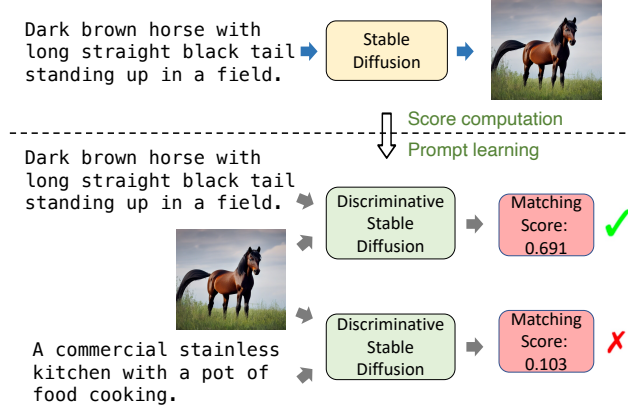 Dark brown horse with
long straight black tail
standing up in a field.
Stable
Diffusion
Score computation
Prompt learning
Dark brown horse with
long straight black tail
standing up in a field.
Discriminative
Stable
Diffusion
Matching
Score:
0.691
Discriminative
Stable
Diffusion
Matching
Score:
0.103
A commercial stainless
kitchen with a pot of
food cooking.